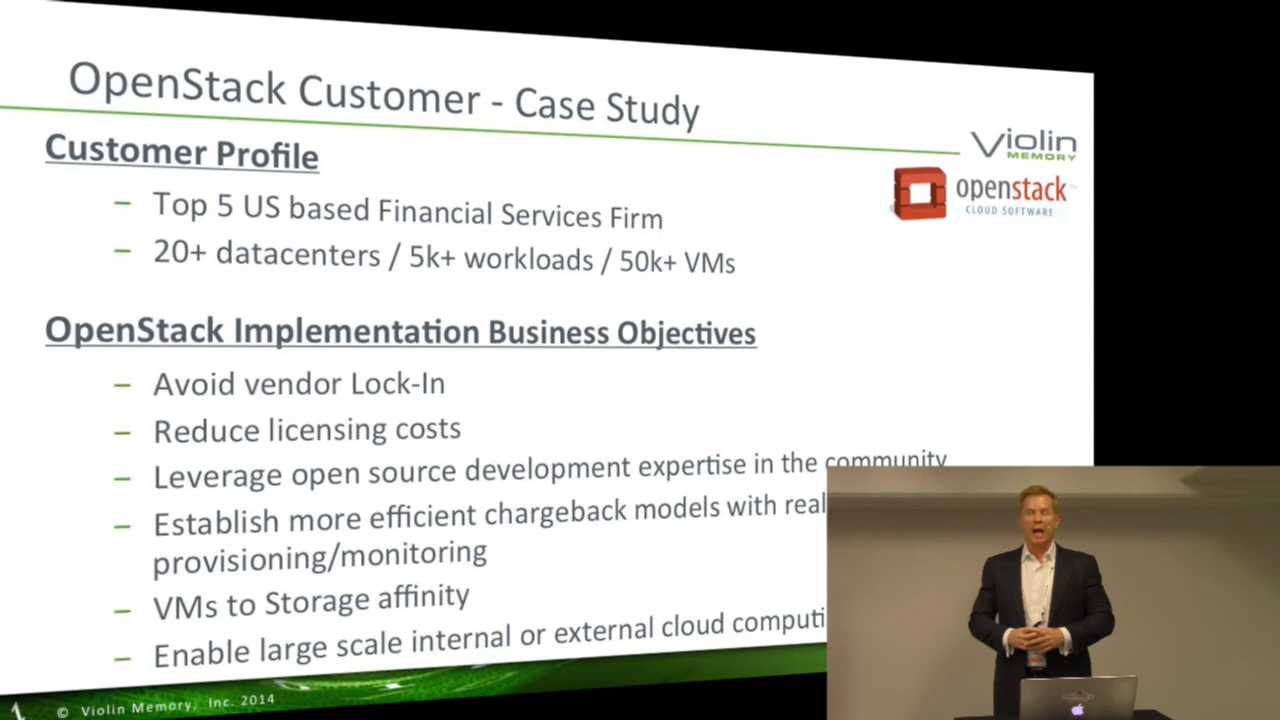 OpenStack Customer - Case Study
Violin
MEMORY
openstack™
CLOUD SOFTWARE
Customer Profile
– Top 5 US based Financial Services Firm
– 20+ datacenters / 5k+ workloads / 50k+ VMs
OpenStack Implementation Business Objectives
– Avoid vendor Lock-In
– Reduce licensing costs
– Leverage open source development expertise in the community
– Establish more efficient chargeback models with real
provisioning/monitoring
– VMs to Storage affinity
– Enable large scale internal or external cloud computi
© Violin Memory, Inc. 2014